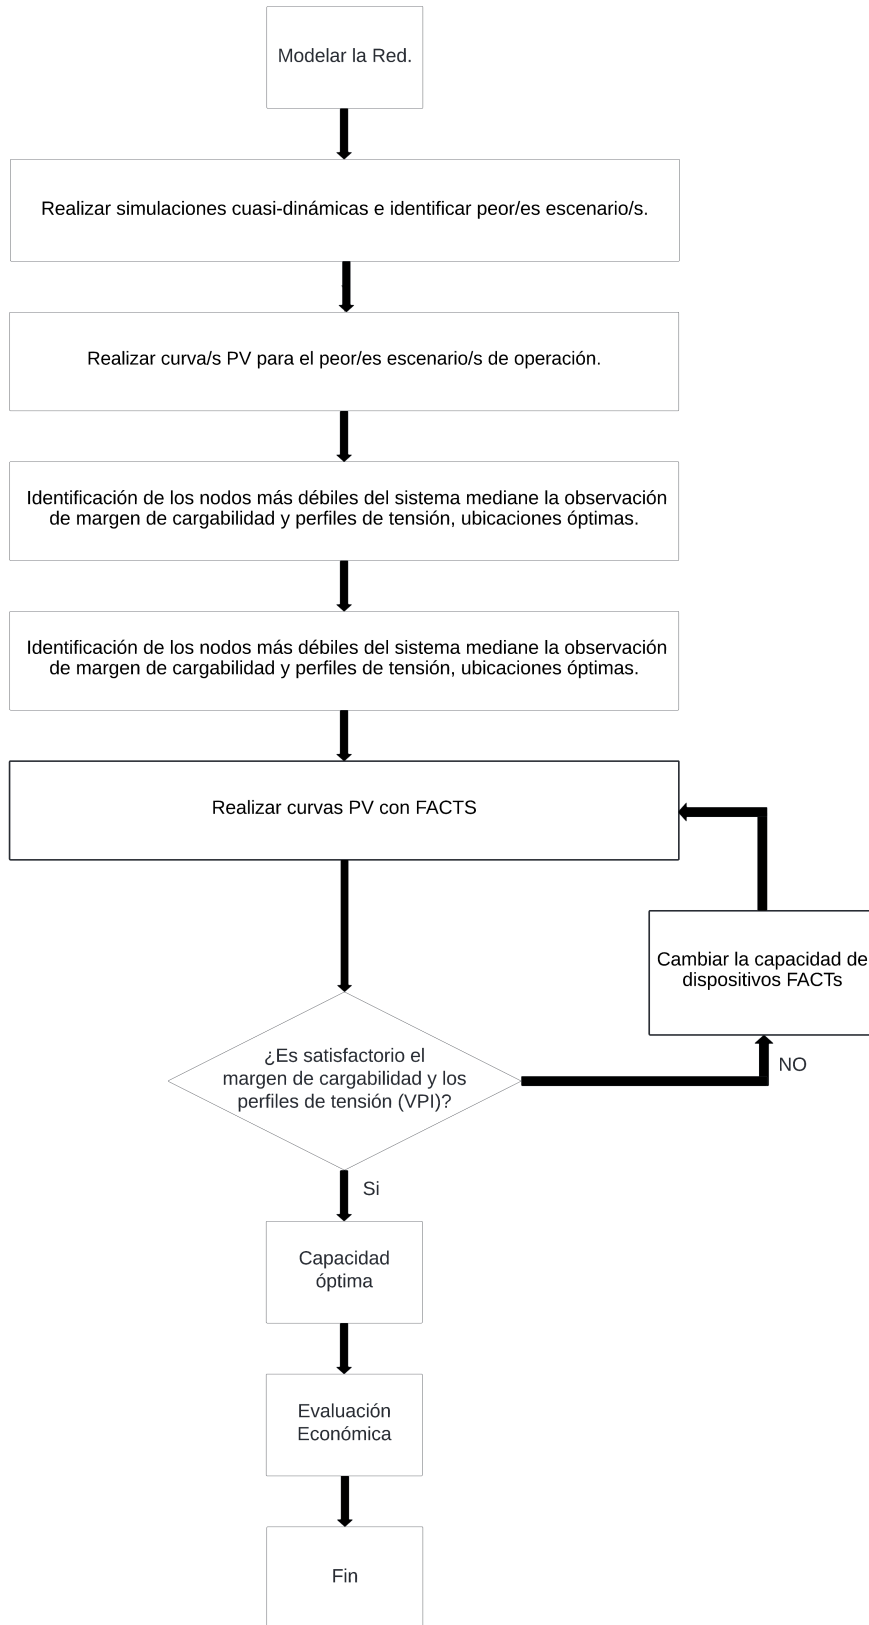 Modelar la Red.
Realizar simulaciones cuasi-dinámicas e identificar peor/es escenario/s.
Realizar curva/s PV para el peor/es escenario/s de operación.
Identificación de los nodos más débiles del sistema mediane la observación
de margen de cargabilidad y perfiles de tensión, ubicaciones óptimas.
Identificación de los nodos más débiles del sistema mediane la observación
de margen de cargabilidad y perfiles de tensión, ubicaciones óptimas.
Realizar curvas PV con FACTS
Cambiar la capacidad de
dispositivos FACTs
¿Es satisfactorio el
margen de cargabilidad y los
perfiles de tensión (VPI)?
NO
Si
Capacidad
óptima
Evaluación
Económica
Fin